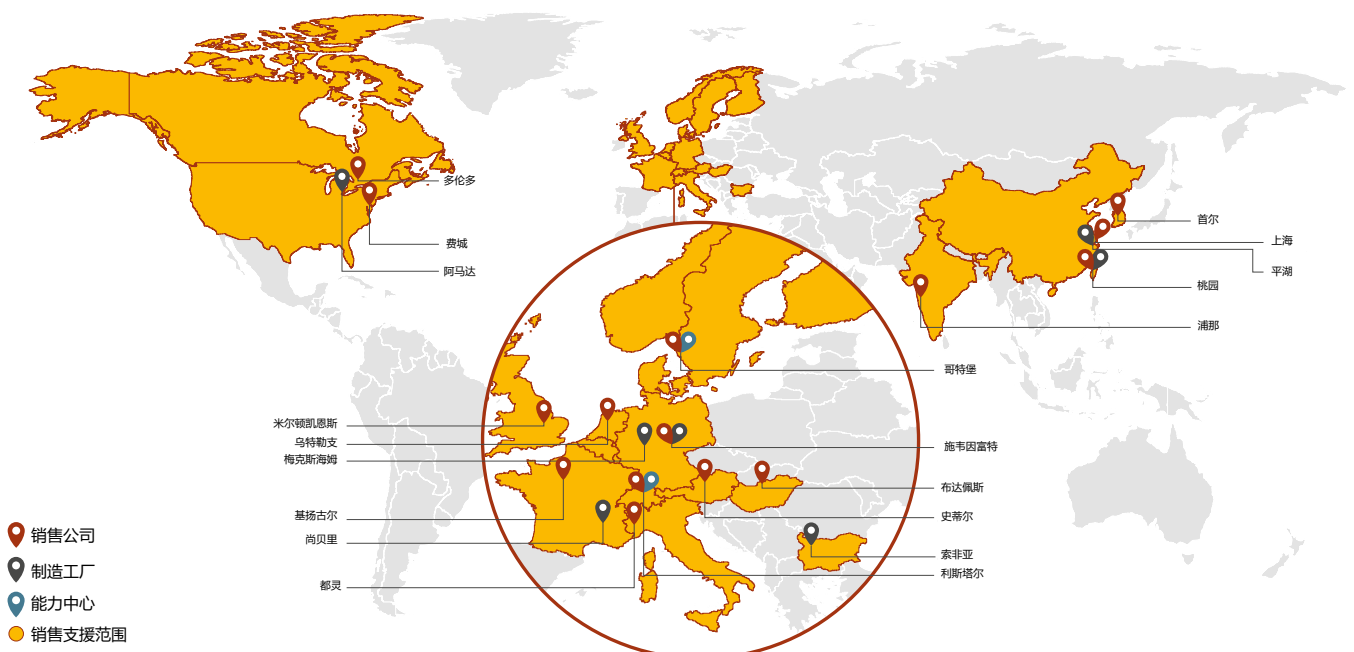 多伦多
费城
阿马达
首尔
上海
平湖
桃园
浦那
哥特堡
米尔顿凯恩斯
乌特勒支
梅克斯海姆
施韦因富特
布达佩斯
基扬古尔
史蒂尔
尚贝里
索非亚
利斯塔尔
都灵
销售公司
制造工厂
能力中心
销售支援范围